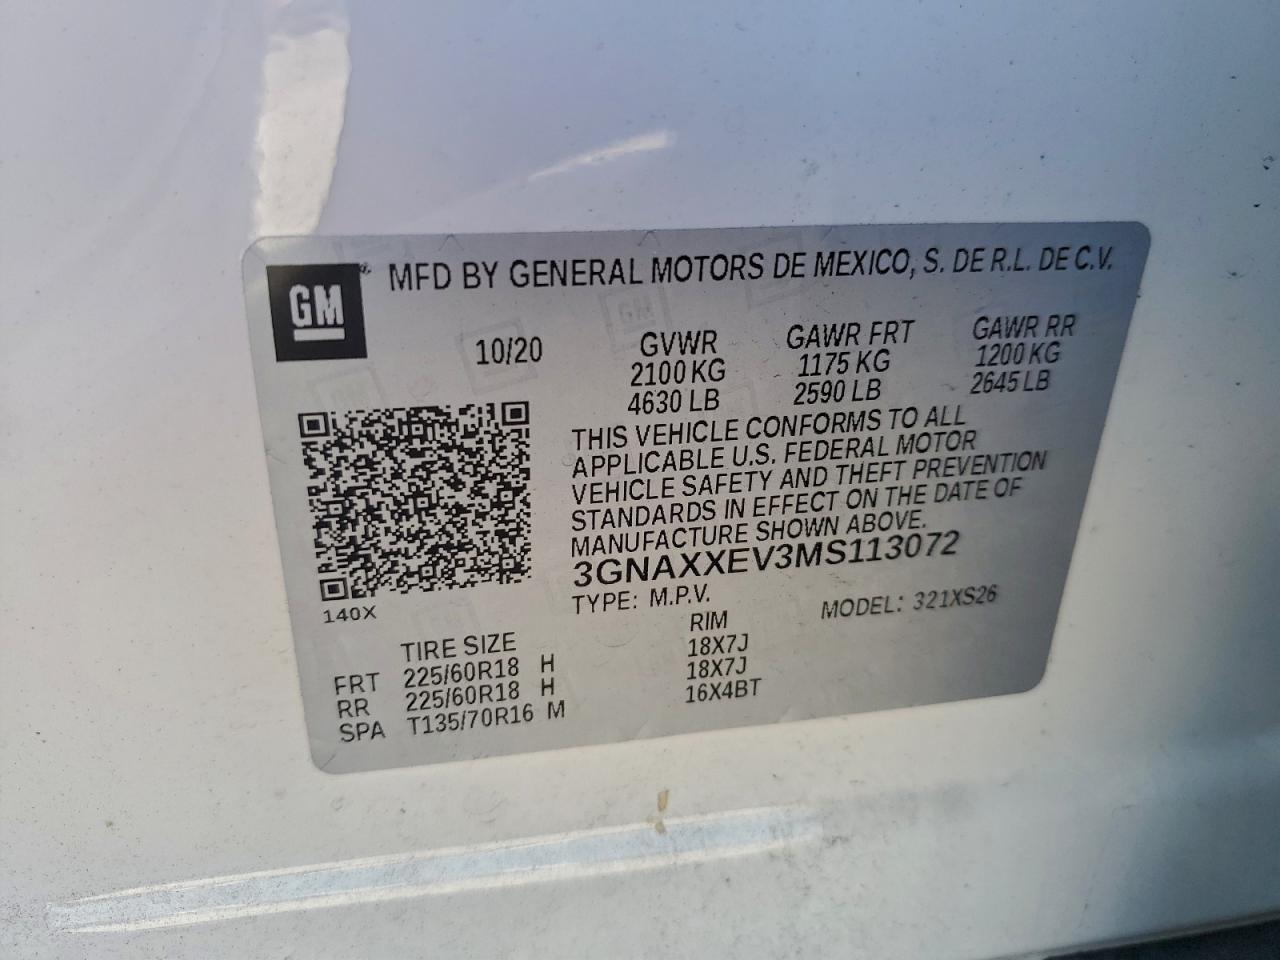 GM
® MFD BY GENERAL MOTORS DE MEXICO, S. DE R.L. DE C.V.
10/20 GVWR GAWR FRT GAWR RR
2100 KG 1175 KG 1200 KG
4630 LB 2590 LB 2645 LB
THIS VEHICLE CONFORMS TO ALL
APPLICABLE U.S. FEDERAL MOTOR
VEHICLE SAFETY AND THEFT PREVENTION
STANDARDS IN EFFECT ON THE DATE OF
MANUFACTURE SHOWN ABOVE.
3GNAXXEV3MS113072
140X
TYPE: M.P.V. MODEL: 321XS26
TIRE SIZE RIM
FRT 225/60R18 H 18X7J
RR 225/60R18 H 18X7J
SPA T135/70R16 M 16X4BT